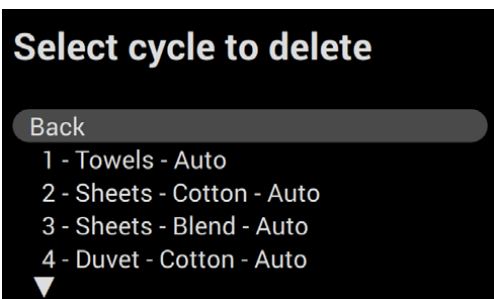 Select cycle to delete
Back
1 - Towels - Auto
2 - Sheets - Cotton - Auto
3 - Sheets - Blend - Auto
4 - Duvet - Cotton - Auto